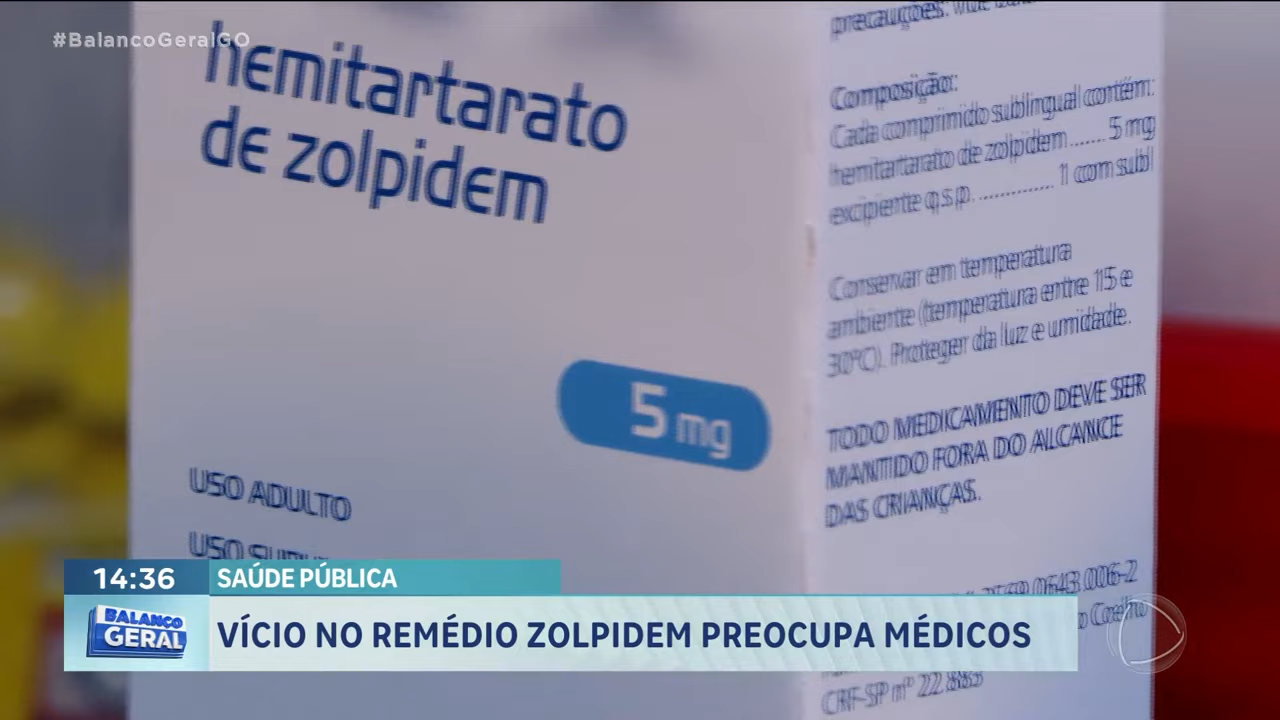 #BalancoGeralGO
hemitartarato
de zolpidem
5 mg
USO ADULTO
USO
Composição:
Cada comprimido sublingual contém:
hemitartarato de zolpidem ....... 5 mg
excipiente q.s.p. .............. 1 com subl
Conservar em temperatura
ambiente (temperatura entre 15 e
30ºC). Proteger da luz e umidade.
TODO MEDICAMENTO DEVE SER
MANTIDO FORA DO ALCANCE
DAS CRIANÇAS.
CRF-SP nº 22.883
14:36
SAÚDE PÚBLICA
BALANCO
GERAL
VÍCIO NO REMÉDIO ZOLPIDEM PREOCUPA MÉDICOS